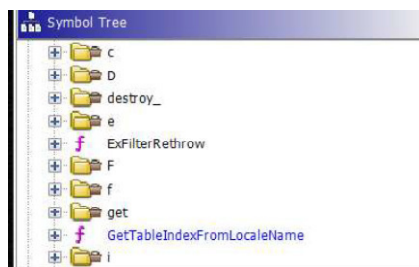 Symbol Tree
c
D
destroy_
e
ExFilterRethrow
F
f
get
GetTableIndexFromLocaleName
i